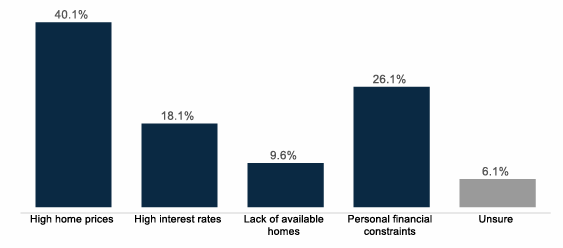 40.1%
18.1%
9.6%
26.1%
6.1%
High home prices
High interest rates
Lack of available
homes
Personal financial
constraints
Unsure